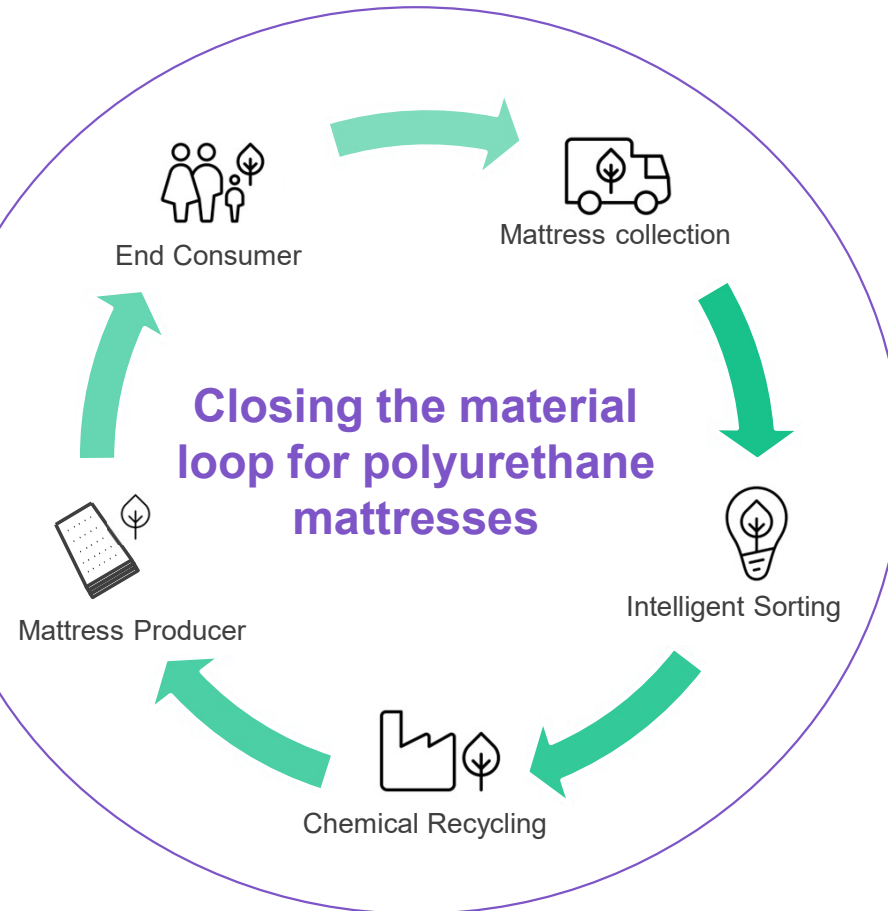 End Consumer
Mattress collection
Closing the material
loop for polyurethane
mattresses
Intelligent Sorting
Mattress Producer
Chemical Recycling